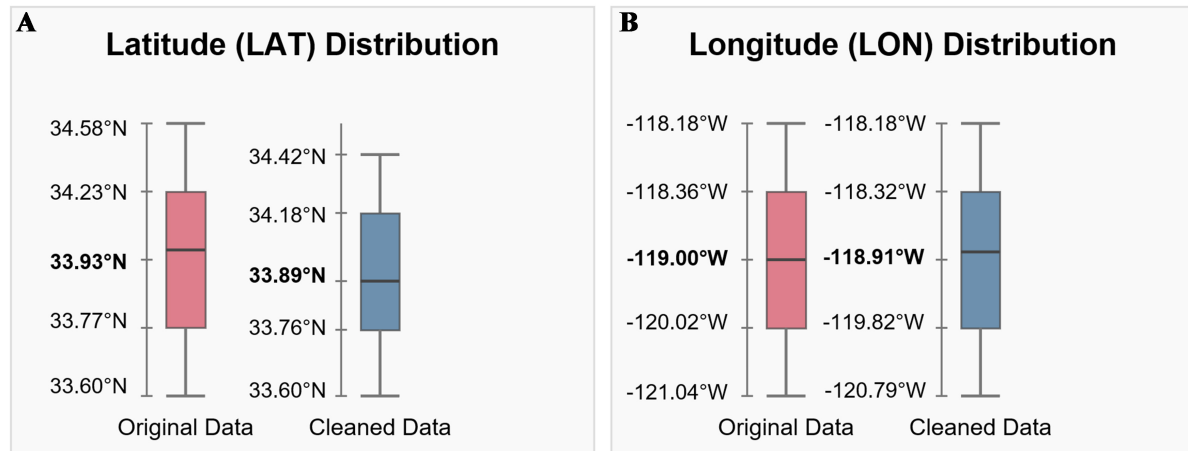 A
Latitude (LAT) Distribution
34.58°N
34.23°N
33.93°N
33.77°N
33.60°N
34.42°N
34.18°N
33.89°N
33.76°N
33.60°N
Original Data
Cleaned Data
B
Longitude (LON) Distribution
-118.18°W
-118.36°W
-119.00°W
-120.02°W
-121.04°W
-118.18°W
-118.32°W
-118.91°W
-119.82°W
-120.79°W
Original Data
Cleaned Data